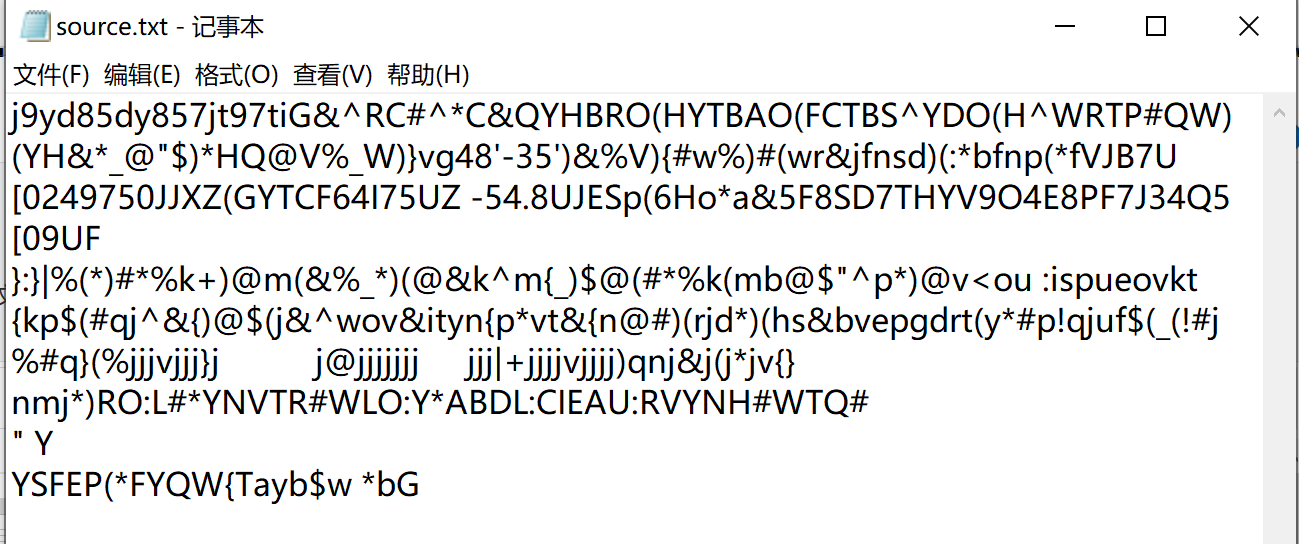 source.txt - 记事本
文件(F) 编辑(E) 格式(O) 查看(V) 帮助(H)
j9yd85dy857jt97tiG&^RC#^*C&QYHBRO(HYTBAO(FCTBS^YDO(H^WRTP#QW)
(YH&*_@"$)*HQ@V%_W)}vg48'-35')&%V){#w%)#(wr&jfnsd)(:*bfnp(*fVJB7U
[0249750JJXZ(GYTCF64I75UZ -54.8UJESp(6Ho*a&5F8SD7THYV9O4E8PF7J34Q5
[09UF
}:}|%(*)#*%k+)@m(&%_*)(@&k^m{_)$@(#*%k(mb@$"^p*)@v<ou :ispueovkt
{kp$(#qj^&{)@$(j&^wov&ityn{p*vt&{n@#)(rjd*)(hs&bvepgdrt(y*#p!qjuf$(_(!#j
%#q}(%jjjvjjj}j          j@jjjjjjj     jjj|+jjjjvjjjj)qnj&j(j*jv{}
nmj*)RO:L#*YNVTR#WLO:Y*ABDL:CIEAU:RVYNH#WTQ#
" Y
YSFEP(*FYQW{Tayb$w *bG